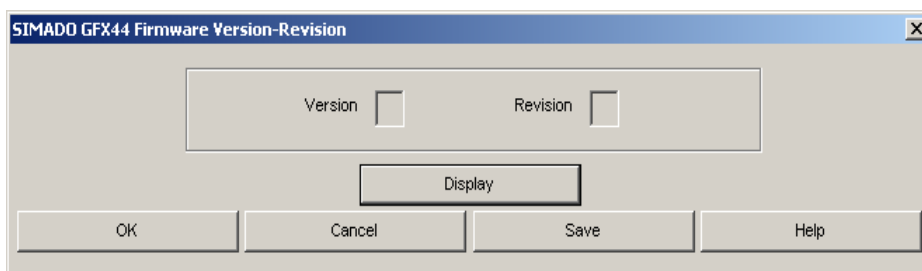 SIMADO GFX44 Firmware Version-Revision
Version Revision
Display
OK Cancel Save Help